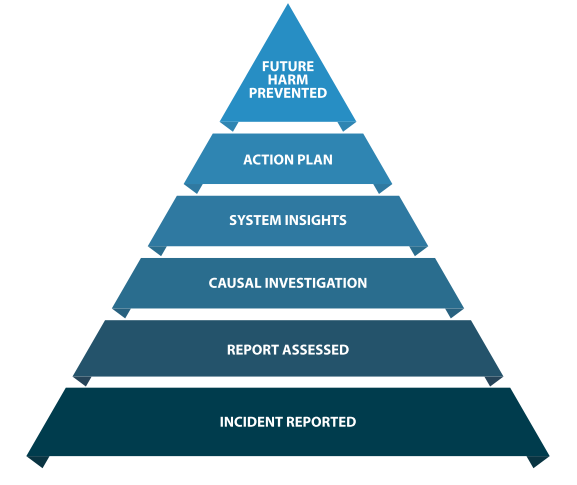 FUTURE
HARM
PREVENTED
ACTION PLAN
SYSTEM INSIGHTS
CAUSAL INVESTIGATION
REPORT ASSESSED
INCIDENT REPORTED